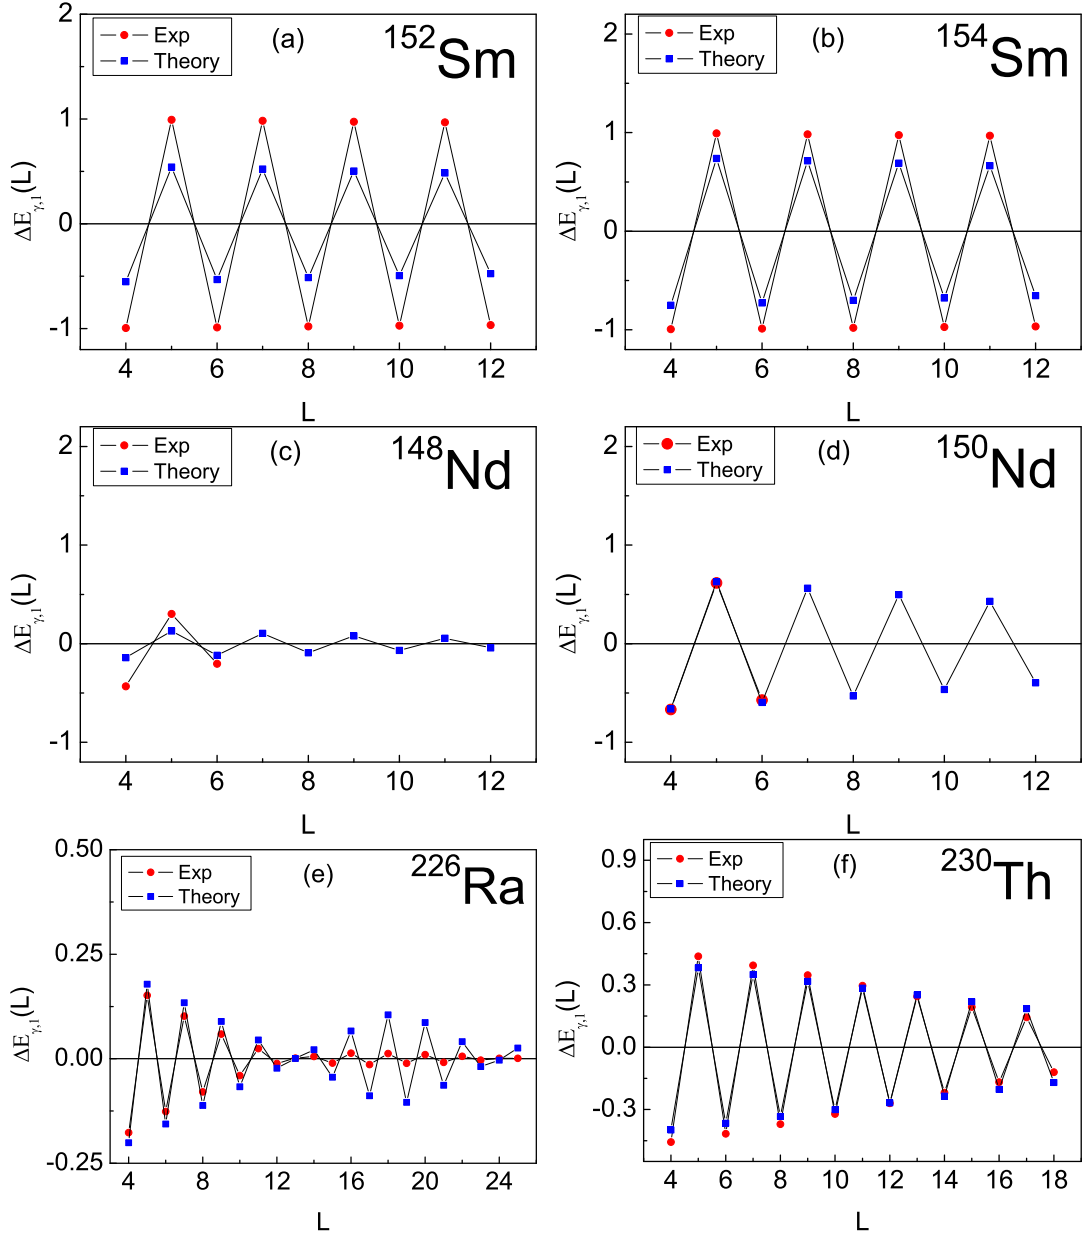 Exp
Theory
(a)
152Sm
2
1
0
-1
ΔEγ,1(L)
4 6 8 10 12
L
Exp
Theory
(b)
154Sm
2
1
0
-1
ΔEγ,1(L)
4 6 8 10 12
L
Exp
Theory
(c)
148Nd
2
1
0
-1
ΔEγ,1(L)
4 6 8 10 12
L
Exp
Theory
(d)
150Nd
2
1
0
-1
ΔEγ,1(L)
4 6 8 10 12
L
Exp
Theory
(e)
226Ra
0.50
0.25
0.00
-0.25
ΔEγ,1(L)
4 8 12 16 20 24
L
Exp
Theory
(f)
230Th
0.9
0.6
0.3
0.0
-0.3
ΔEγ,1(L)
4 6 8 10 12 14 16 18
L